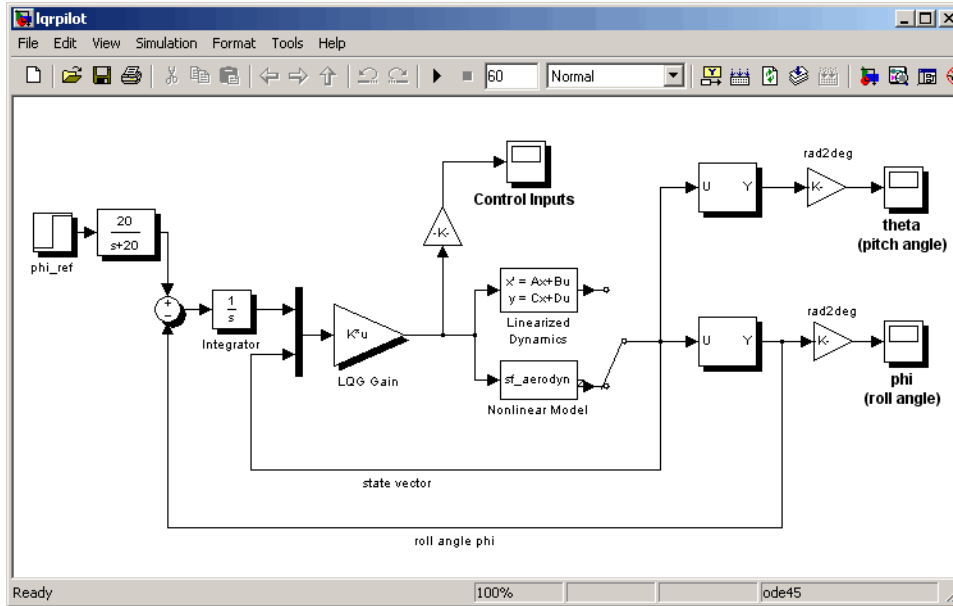 lqrpilot
File Edit View Simulation Format Tools Help
60 Normal
rad2deg
Control Inputs
U Y
K-
theta
(pitch angle)
20
s+20
phi_ref
-K-
+
−
1
s
Integrator
K*u
LQG Gain
x' = Ax+Bu
y = Cx+Du
Linearized
Dynamics
sf_aerodyn
Nonlinear Model
rad2deg
U Y
K-
phi
(roll angle)
state vector
roll angle phi
Ready 100% ode45